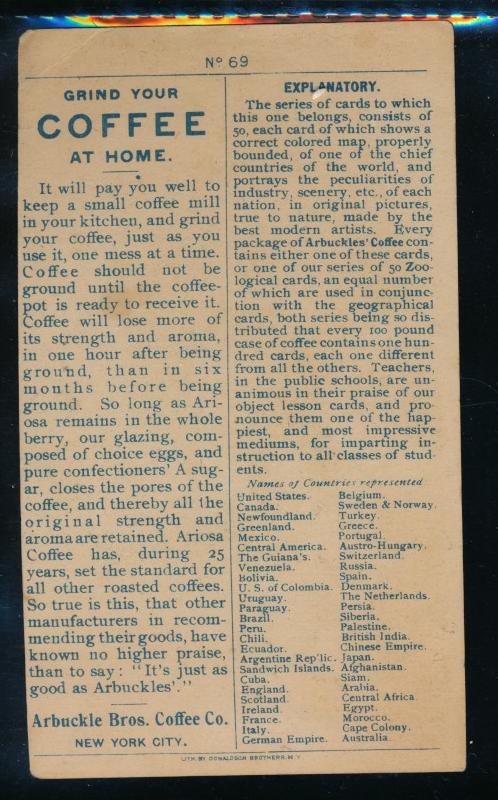 Nº 69
GRIND YOUR
COFFEE
AT HOME.
It will pay you well to
keep a small coffee mill
in your kitchen, and grind
your coffee, just as you
use it, one mess at a time.
Coffee should not be
ground until the coffee-
pot is ready to receive it.
Coffee will lose more of
its strength and aroma,
in one hour after being
ground, than in six
months before being
ground. So long as Ari-
osa remains in the whole
berry, our glazing, com-
posed of choice eggs, and
pure confectioners' A sug-
ar, closes the pores of the
coffee, and thereby all the
original strength and
aroma are retained. Ariosa
Coffee has, during 25
years, set the standard for
all other roasted coffees.
So true is this, that other
manufacturers in recom-
mending their goods, have
known no higher praise,
than to say: "It's just as
good as Arbuckles'."
Arbuckle Bros. Coffee Co.
NEW YORK CITY.
EXPLANATORY.
The series of cards to which
this one belongs, consists of
50, each card of which shows a
correct colored map, properly
bounded, of one of the chief
countries of the world, and
portrays the peculiarities of
industry, scenery, etc., of each
nation, in original pictures,
true to nature, made by the
best modern artists. Every
package of Arbuckles' Coffee con-
tains either one of these cards,
or one of our series of 50 Zoo-
logical cards, an equal number
of which are used in conjunc-
tion with the geographical
cards, both series being so dis-
tributed that every 100 pound
case of coffee contains one hun-
dred cards, each one different
from all the others. Teachers,
in the public schools, are un-
animous in their praise of our
object lesson cards, and pro-
nounce them one of the hap-
piest, and most impressive
mediums, for imparting in-
struction to all classes of stud-
ents.
Names of Countries represented
United States.
Canada.
Newfoundland.
Greenland.
Mexico.
Central America.
The Guiana's.
Venezuela.
Bolivia.
U. S. of Colombia.
Uruguay.
Paraguay.
Brazil.
Peru.
Chili.
Ecuador.
Argentine Rep'lic.
Sandwich Islands.
Cuba.
England.
Scotland.
Ireland.
France.
Italy.
German Empire.
Belgium.
Sweden & Norway.
Turkey.
Greece.
Portugal.
Austro-Hungary.
Switzerland.
Russia.
Spain.
Denmark.
The Netherlands.
Persia.
Siberia.
Palestine.
British India.
Chinese Empire.
Japan.
Afghanistan.
Siam.
Arabia.
Central Africa.
Egypt.
Morocco.
Cape Colony.
Australia.
LITH. BY DONALDSON BROTHERS, N.Y.